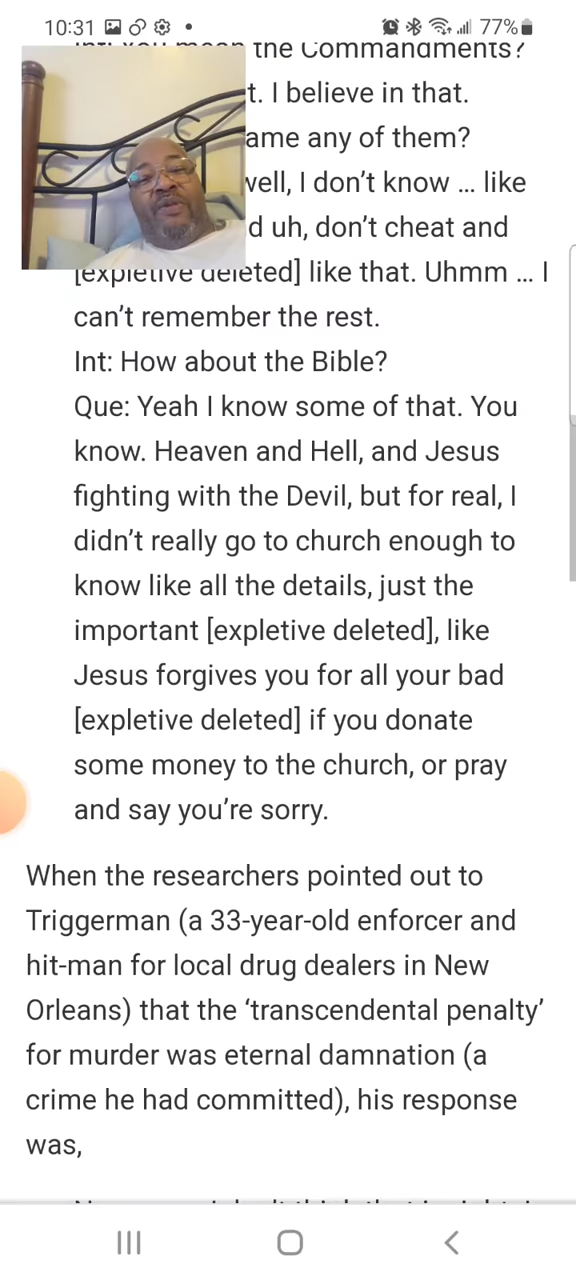 10:31
77%
the Commandments?
t. I believe in that.
ame any of them?
vell, I don’t know ... like
d uh, don’t cheat and
[expletive deleted] like that. Uhmm ... I
can’t remember the rest.
Int: How about the Bible?
Que: Yeah I know some of that. You
know. Heaven and Hell, and Jesus
fighting with the Devil, but for real, I
didn’t really go to church enough to
know like all the details, just the
important [expletive deleted], like
Jesus forgives you for all your bad
[expletive deleted] if you donate
some money to the church, or pray
and say you’re sorry.
When the researchers pointed out to
Triggerman (a 33-year-old enforcer and
hit-man for local drug dealers in New
Orleans) that the ‘transcendental penalty’
for murder was eternal damnation (a
crime he had committed), his response
was,